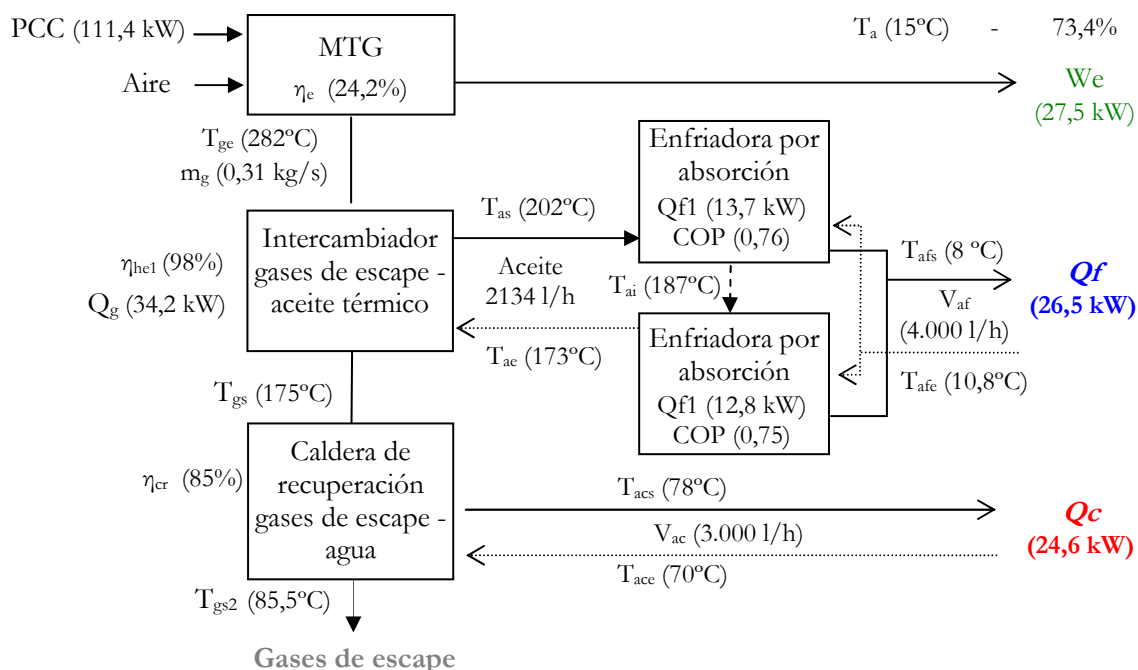 PCC (111,4 kW)
Aire
MTG
ηe (24,2%)
Ta (15ºC) - 73,4%
We
(27,5 kW)
Tge (282ºC)
mg (0,31 kg/s)
Intercambiador
gases de escape -
aceite térmico
ηhe1 (98%)
Qg (34,2 kW)
Tas (202ºC)
Aceite
2134 l/h
Tae (173ºC)
Enfriadora por
absorción
Qf1 (13,7 kW)
COP (0,76)
Tai (187ºC)
Enfriadora por
absorción
Qf1 (12,8 kW)
COP (0,75)
Tafs (8 ºC)
Vaf
(4.000 l/h)
Tafe (10,8ºC)
Qf
(26,5 kW)
Tgs (175ºC)
Caldera de
recuperación
gases de escape -
agua
ηcr (85%)
Tacs (78ºC)
Vac (3.000 l/h)
Tace (70ºC)
Qc
(24,6 kW)
Tgs2 (85,5ºC)
Gases de escape